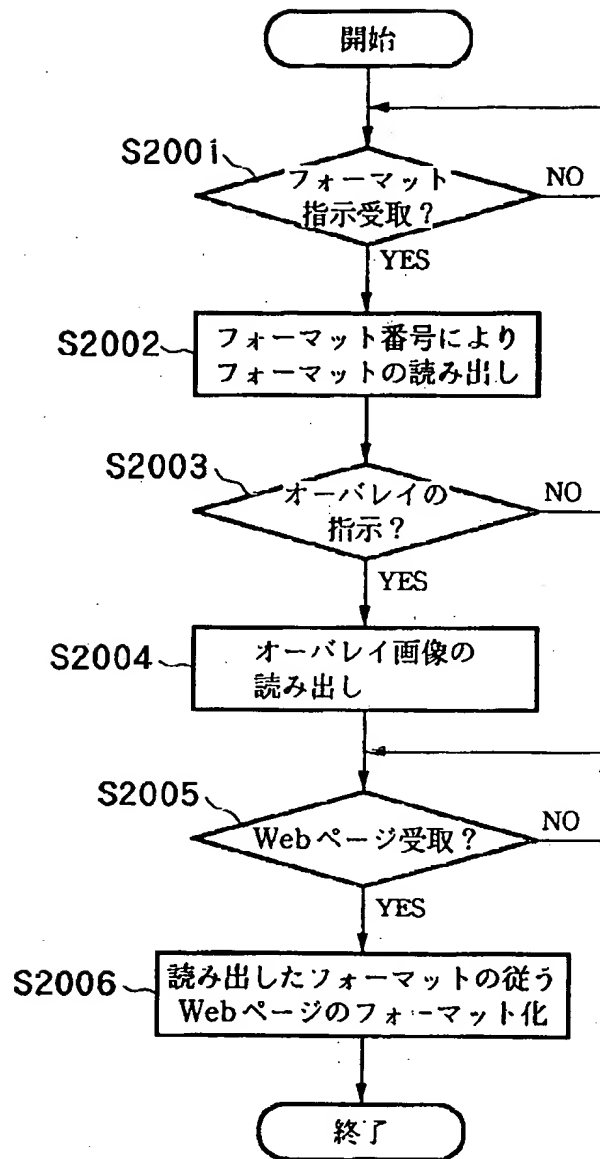 開始
S2001
フォーマット
指示受取？
NO
YES
S2002
フォーマット番号により
フォーマットの読み出し
S2003
オーバレイの
指示？
NO
YES
S2004
オーバレイ画像の
読み出し
S2005
Webページ受取？
NO
YES
S2006
読み出したフォーマットの従う
Webページのフォーマット化
終了